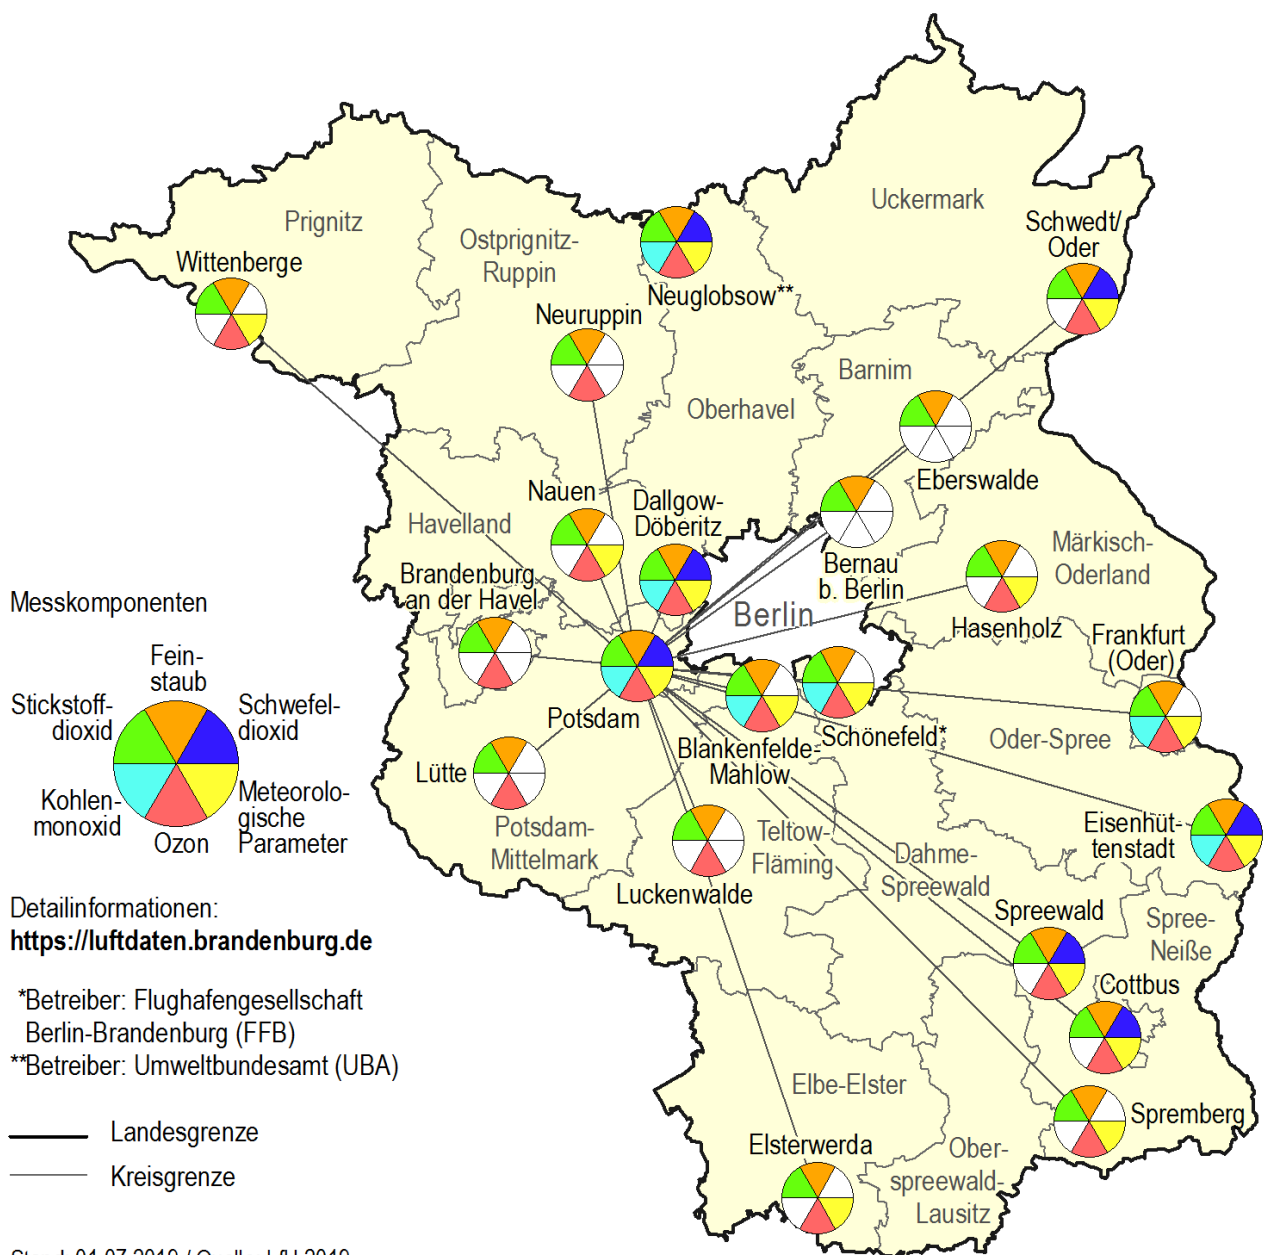 Uckermark
Prignitz
Schwedt/
Oder
Ostprignitz-
Ruppin
Wittenberge
Neuglobsow**
Neuruppin
Barnim
Oberhavel
Eberswalde
Nauen
Dallgow-
Döberitz
Havelland
Märkisch-
Oderland
Bernau
b. Berlin
Brandenburg
an der Havel
Berlin
Hasenholz
Frankfurt
(Oder)
Messkomponenten
Fein-
staub
Stickstoff-
dioxid
Schwefel-
dioxid
Kohlen-
monoxid
Meteorolo-
gische
Parameter
Ozon
Potsdam
Blankenfelde-
Mahlow
Schönefeld*
Oder-Spree
Lütte
Potsdam-
Mittelmark
Teltow-
Fläming
Eisenhüt-
tenstadt
Dahme-
Spreewald
Luckenwalde
Spreewald
Spree-
Neiße
Cottbus
Detailinformationen:
https://luftdaten.brandenburg.de
*Betreiber: Flughafengesellschaft
Berlin-Brandenburg (FFB)
**Betreiber: Umweltbundesamt (UBA)
Elbe-Elster
Spremberg
Landesgrenze
Kreisgrenze
Elsterwerda
Ober-
spreewald-
Lausitz